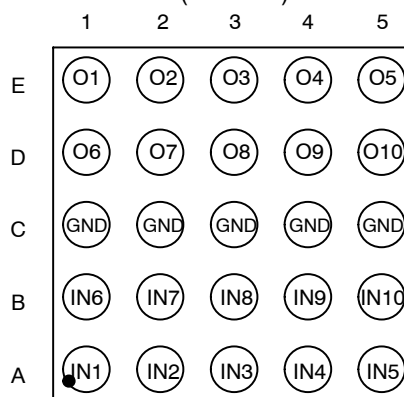 1 2 3 4 5
E O1 O2 O3 O4 O5
D O6 O7 O8 O9 O10
C GND GND GND GND GND
B IN6 IN7 IN8 IN9 IN10
A IN1 IN2 IN3 IN4 IN5